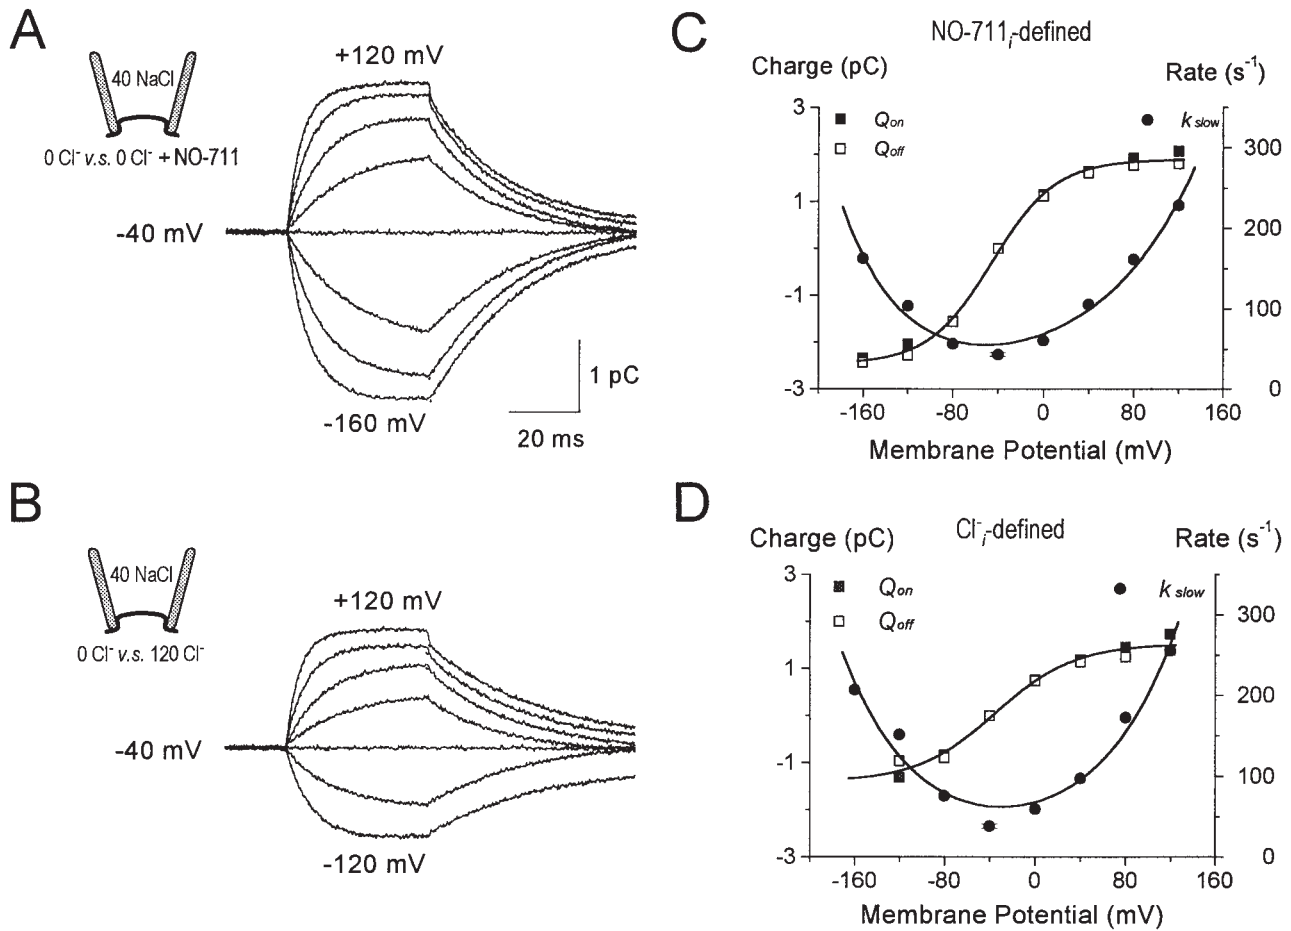 A
40 NaCl
0 Cl⁻ v.s. 0 Cl⁻ + NO-711
+120 mV
-40 mV
-160 mV
1 pC
20 ms
B
40 NaCl
0 Cl⁻ v.s. 120 Cl⁻
+120 mV
-40 mV
-120 mV
C
NO-711i-defined
Charge (pC)
Rate (s⁻¹)
Qon
Qoff
k slow
3
1
-1
-3
300
200
100
0
-160 -80 0 80 160
Membrane Potential (mV)
D
Cl⁻i-defined
Charge (pC)
Rate (s⁻¹)
Qon
Qoff
k slow
3
1
-1
-3
300
200
100
0
-160 -80 0 80 160
Membrane Potential (mV)